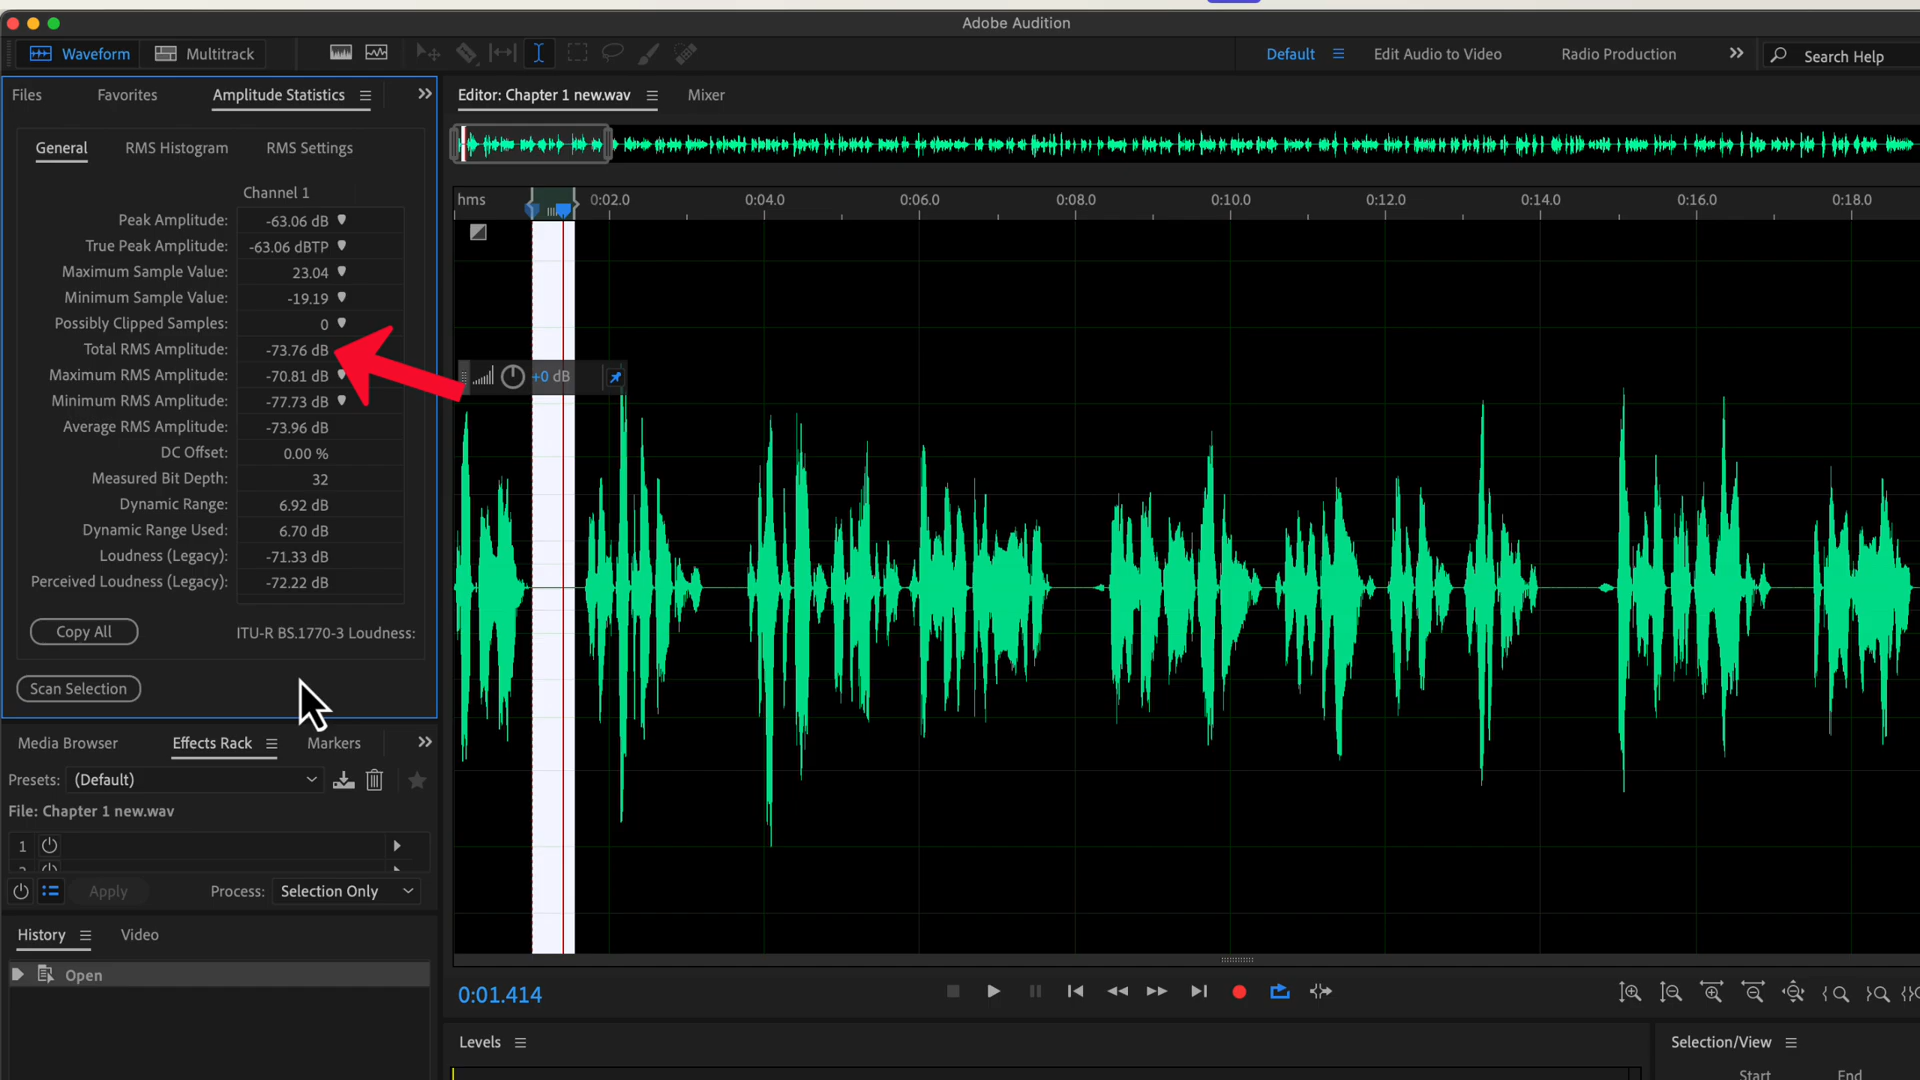 Adobe Audition
Waveform
Multitrack
Default
Edit Audio to Video
Radio Production
Search Help
Files
Favorites
Amplitude Statistics
Editor: Chapter 1 new.wav
Mixer
General
RMS Histogram
RMS Settings
Channel 1
hms
0:02.0
0:04.0
0:06.0
0:08.0
0:10.0
0:12.0
0:14.0
0:16.0
0:18.0
Peak Amplitude: -63.06 dB
True Peak Amplitude: -63.06 dBTP
Maximum Sample Value: 23.04
Minimum Sample Value: -19.19
Possibly Clipped Samples: 0
Total RMS Amplitude: -73.76 dB
Maximum RMS Amplitude: -70.81 dB
Minimum RMS Amplitude: -77.73 dB
Average RMS Amplitude: -73.96 dB
DC Offset: 0.00 %
Measured Bit Depth: 32
Dynamic Range: 6.92 dB
Dynamic Range Used: 6.70 dB
Loudness (Legacy): -71.33 dB
Perceived Loudness (Legacy): -72.22 dB
+0 dB
Copy All
ITU-R BS.1770-3 Loudness:
Scan Selection
Media Browser
Effects Rack
Markers
Presets: (Default)
File: Chapter 1 new.wav
1
Apply
Process: Selection Only
History
Video
Open
0:01.414
Levels
Selection/View
Start
End